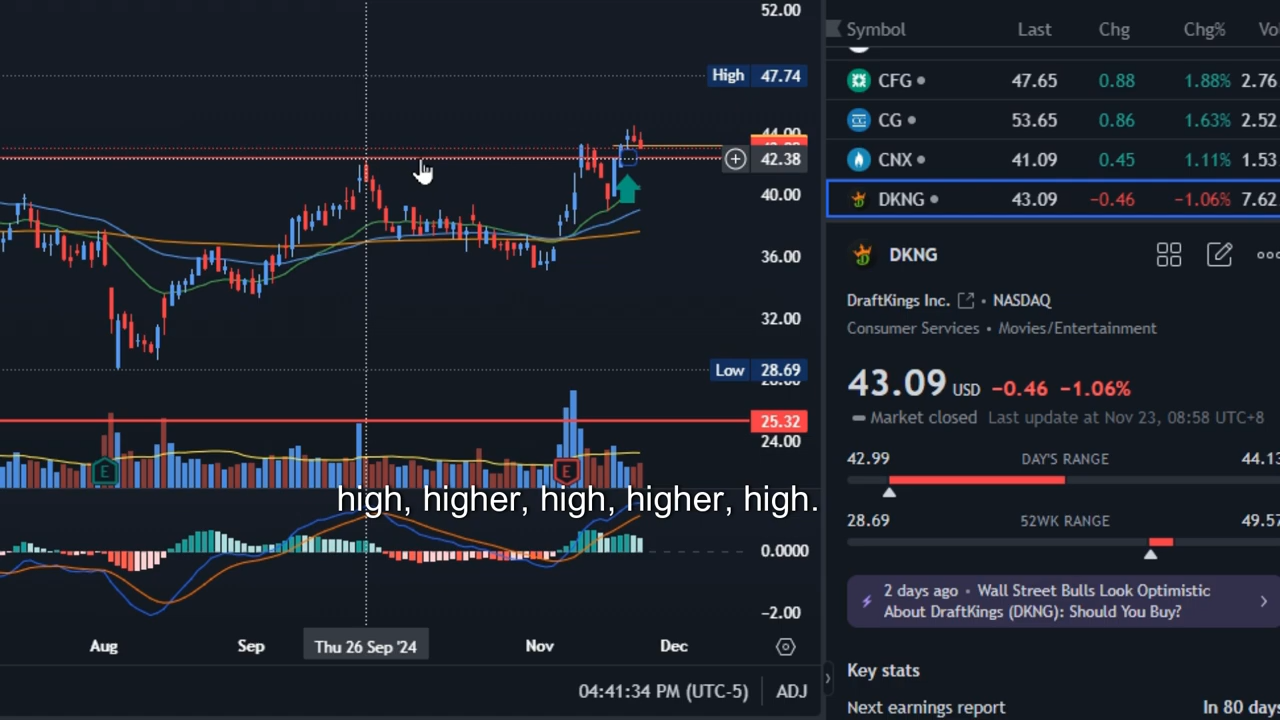 52.00
High 47.74
44.00
42.38
40.00
36.00
32.00
Low 28.69
25.32
24.00
E
E
high, higher, high, higher, high.
0.0000
−2.00
Aug Sep Thu 26 Sep '24 Nov Dec
04:41:34 PM (UTC-5) ADJ
Symbol Last Chg Chg% Vo
CFG 47.65 0.88 1.88% 2.76
CG 53.65 0.86 1.63% 2.52
CNX 41.09 0.45 1.11% 1.53
DKNG 43.09 −0.46 −1.06% 7.62
DKNG
DraftKings Inc. • NASDAQ
Consumer Services • Movies/Entertainment
43.09 USD −0.46 −1.06%
Market closed Last update at Nov 23, 08:58 UTC+8
42.99 DAY'S RANGE 44.13
28.69 52WK RANGE 49.57
2 days ago • Wall Street Bulls Look Optimistic
About DraftKings (DKNG): Should You Buy?
Key stats
Next earnings report In 80 days